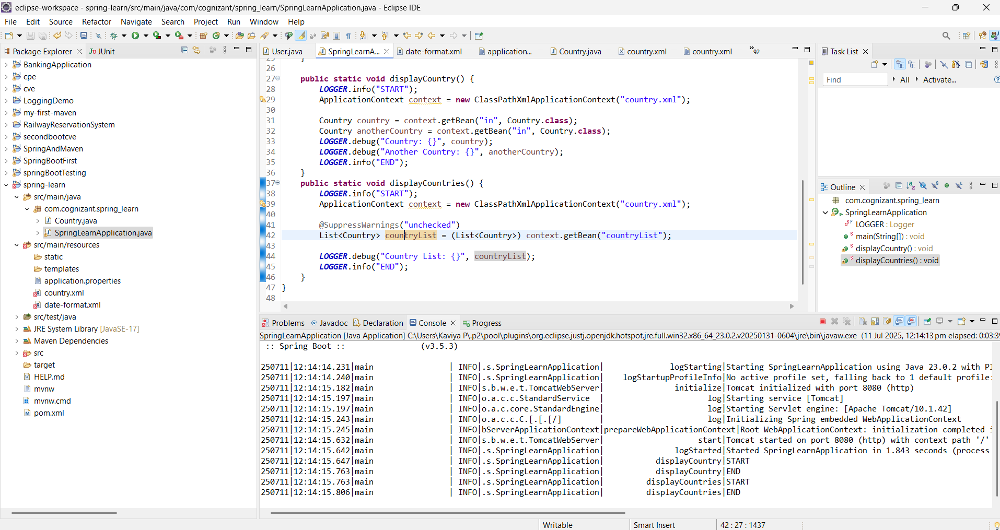 eclipse-workspace - spring-learn/src/main/java/com/cognizant/spring_learn/SpringLearnApplication.java - Eclipse IDE
File Edit Source Refactor Navigate Search Project Run Window Help
Package Explorer
JUnit
BankingApplication
cpe
cve
LoggingDemo
my-first-maven
RailwayReservationSystem
secondbootcve
SpringAndMaven
SpringBootFirst
springBootTesting
spring-learn
src/main/java
com.cognizant.spring_learn
Country.java
SpringLearnApplication.java
src/main/resources
static
templates
application.properties
country.xml
date-format.xml
src/test/java
JRE System Library [JavaSE-17]
Maven Dependencies
src
target
HELP.md
mvnw
mvnw.cmd
pom.xml
User.java SpringLearnA... date-format.xml application... Country.java country.xml country.xml »92
25 }
26
27 public static void displayCountry() {
28 LOGGER.info("START");
29 ApplicationContext context = new ClassPathXmlApplicationContext("country.xml");
30
31 Country country = context.getBean("in", Country.class);
32 Country anotherCountry = context.getBean("in", Country.class);
33 LOGGER.debug("Country: {}", country);
34 LOGGER.debug("Another Country: {}", anotherCountry);
35 LOGGER.info("END");
36 }
37 public static void displayCountries() {
38 LOGGER.info("START");
39 ApplicationContext context = new ClassPathXmlApplicationContext("country.xml");
40
41 @SuppressWarnings("unchecked")
42 List<Country> countryList = (List<Country>) context.getBean("countryList");
43
44 LOGGER.debug("Country List: {}", countryList);
45 LOGGER.info("END");
46 }
47 }
48
Task List
Find All Activate...
Outline
com.cognizant.spring_learn
SpringLearnApplication
LOGGER : Logger
main(String[]) : void
displayCountry() : void
displayCountries() : void
Problems Javadoc Declaration Console Progress
SpringLearnApplication [Java Application] C:\Users\Kaviya P\.p2\pool\plugins\org.eclipse.justj.openjdk.hotspot.jre.full.win32.x86_64_23.0.2.v20250131-0604\jre\bin\javaw.exe (11 Jul 2025, 12:14:13 pm elapsed: 0:03:3
:: Spring Boot :: (v3.5.3)
250711|12:14:14.231|main | INFO|.s.SpringLearnApplication| logStarting|Starting SpringLearnApplication using Java 23.0.2 with PI
250711|12:14:14.240|main | INFO|.s.SpringLearnApplication| logStartupProfileInfo|No active profile set, falling back to 1 default profile:
250711|12:14:15.182|main | INFO|s.b.w.e.t.TomcatWebServer| initialize|Tomcat initialized with port 8080 (http)
250711|12:14:15.197|main | INFO|o.a.c.c.StandardService | log|Starting service [Tomcat]
250711|12:14:15.197|main | INFO|o.a.c.core.StandardEngine| log|Starting Servlet engine: [Apache Tomcat/10.1.42]
250711|12:14:15.243|main | INFO|o.a.c.c.C.[.[.[/] | log|Initializing Spring embedded WebApplicationContext
250711|12:14:15.245|main | INFO|bServerApplicationContext|prepareWebApplicationContext|Root WebApplicationContext: initialization completed i
250711|12:14:15.632|main | INFO|s.b.w.e.t.TomcatWebServer| start|Tomcat started on port 8080 (http) with context path '/'
250711|12:14:15.642|main | INFO|.s.SpringLearnApplication| logStarted|Started SpringLearnApplication in 1.843 seconds (process
250711|12:14:15.647|main | INFO|.s.SpringLearnApplication| displayCountry|START
250711|12:14:15.763|main | INFO|.s.SpringLearnApplication| displayCountry|END
250711|12:14:15.763|main | INFO|.s.SpringLearnApplication| displayCountries|START
250711|12:14:15.806|main | INFO|.s.SpringLearnApplication| displayCountries|END
Writable Smart Insert 42 : 27 : 1437